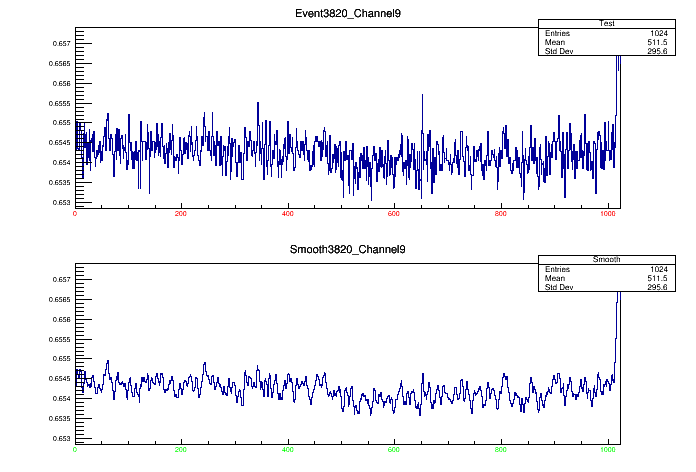 Event3820_Channel9
Test
Entries 1024
Mean 511.5
Std Dev 295.6
0.657
0.6565
0.656
0.6555
0.655
0.6545
0.654
0.6535
0.653
0 200 400 600 800 1000
Smooth3820_Channel9
Smooth
Entries 1024
Mean 511.5
Std Dev 295.6
0.657
0.6565
0.656
0.6555
0.655
0.6545
0.654
0.6535
0.653
0 200 400 600 800 1000